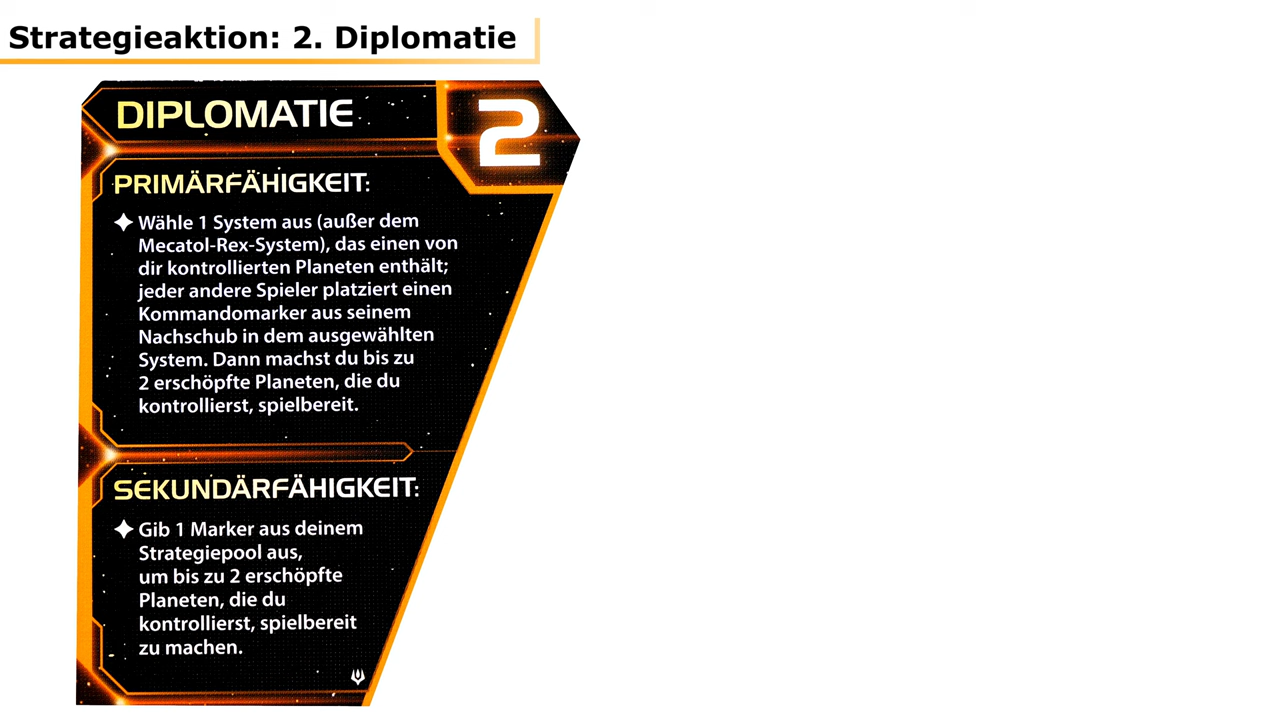 Strategieaktion: 2. Diplomatie
DIPLOMATIE
2
PRIMÄRFÄHIGKEIT:
Wähle 1 System aus (außer dem
Mecatol-Rex-System), das einen von
dir kontrollierten Planeten enthält;
jeder andere Spieler platziert einen
Kommandomarker aus seinem
Nachschub in dem ausgewählten
System. Dann machst du bis zu
2 erschöpfte Planeten, die du
kontrollierst, spielbereit.
SEKUNDÄRFÄHIGKEIT:
Gib 1 Marker aus deinem
Strategiepool aus,
um bis zu 2 erschöpfte
Planeten, die du
kontrollierst, spielbereit
zu machen.